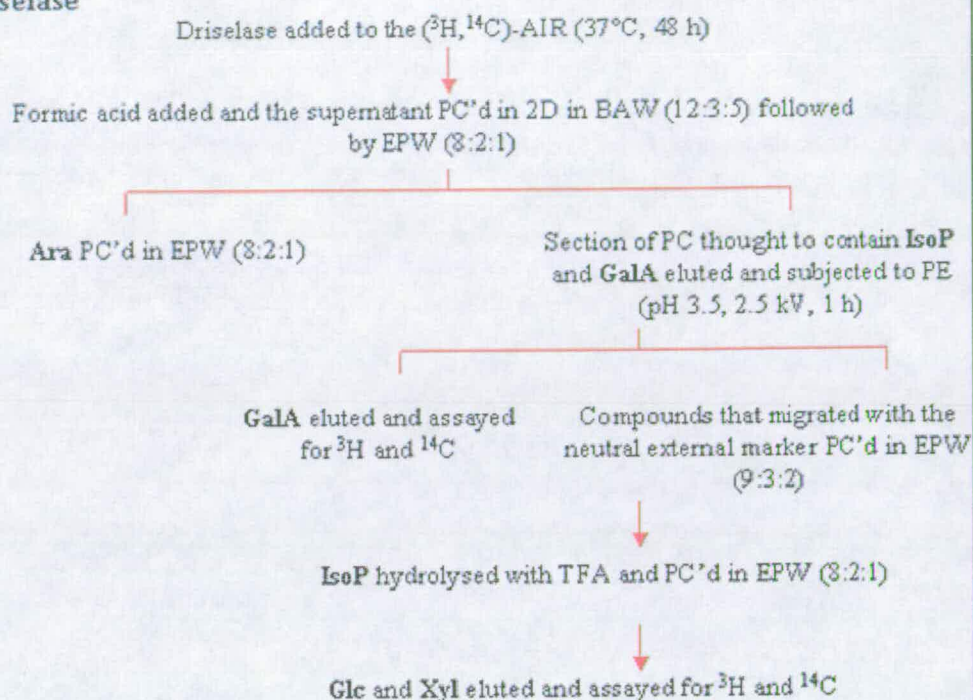 Driselase added to the (³H,¹⁴C)-AIR (37°C, 48 h)
Formic acid added and the supernatant PC'd in 2D in BAW (12:3:5) followed
by EPW (8:2:1)
Ara PC'd in EPW (8:2:1)
Section of PC thought to contain IsoP
and GalA eluted and subjected to PE
(pH 3.5, 2.5 kV, 1 h)
GalA eluted and assayed
for ³H and ¹⁴C
Compounds that migrated with the
neutral external marker PC'd in EPW
(9:3:2)
IsoP hydrolysed with TFA and PC'd in EPW (8:2:1)
Glc and Xyl eluted and assayed for ³H and ¹⁴C